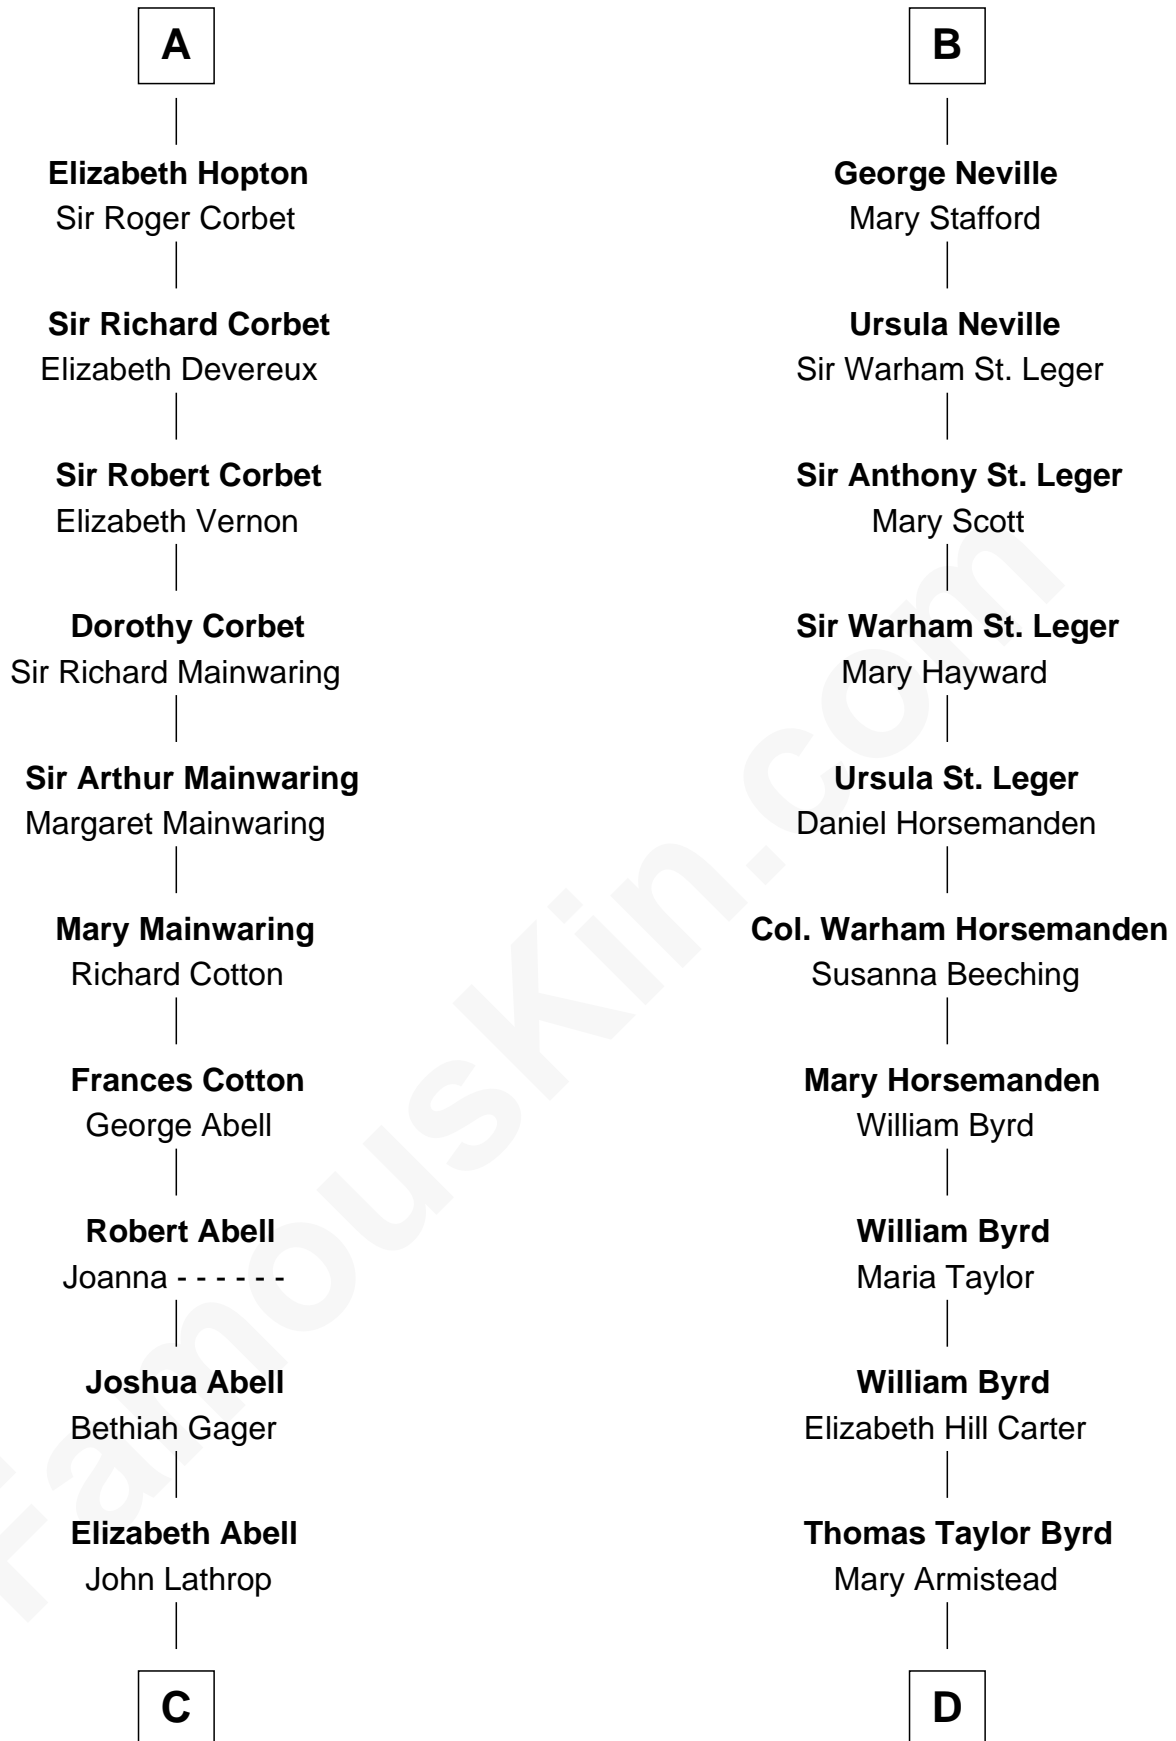 A
Elizabeth Hopton
Sir Roger Corbet
Sir Richard Corbet
Elizabeth Devereux
Sir Robert Corbet
Elizabeth Vernon
Dorothy Corbet
Sir Richard Mainwaring
Sir Arthur Mainwaring
Margaret Mainwaring
Mary Mainwaring
Richard Cotton
Frances Cotton
George Abell
Robert Abell
Joanna - - - - - -
Joshua Abell
Bethiah Gager
Elizabeth Abell
John Lathrop
C
B
George Neville
Mary Stafford
Ursula Neville
Sir Warham St. Leger
Sir Anthony St. Leger
Mary Scott
Sir Warham St. Leger
Mary Hayward
Ursula St. Leger
Daniel Horsemanden
Col. Warham Horsemanden
Susanna Beeching
Mary Horsemanden
William Byrd
William Byrd
Maria Taylor
William Byrd
Elizabeth Hill Carter
Thomas Taylor Byrd
Mary Armistead
D
FamousKin.com